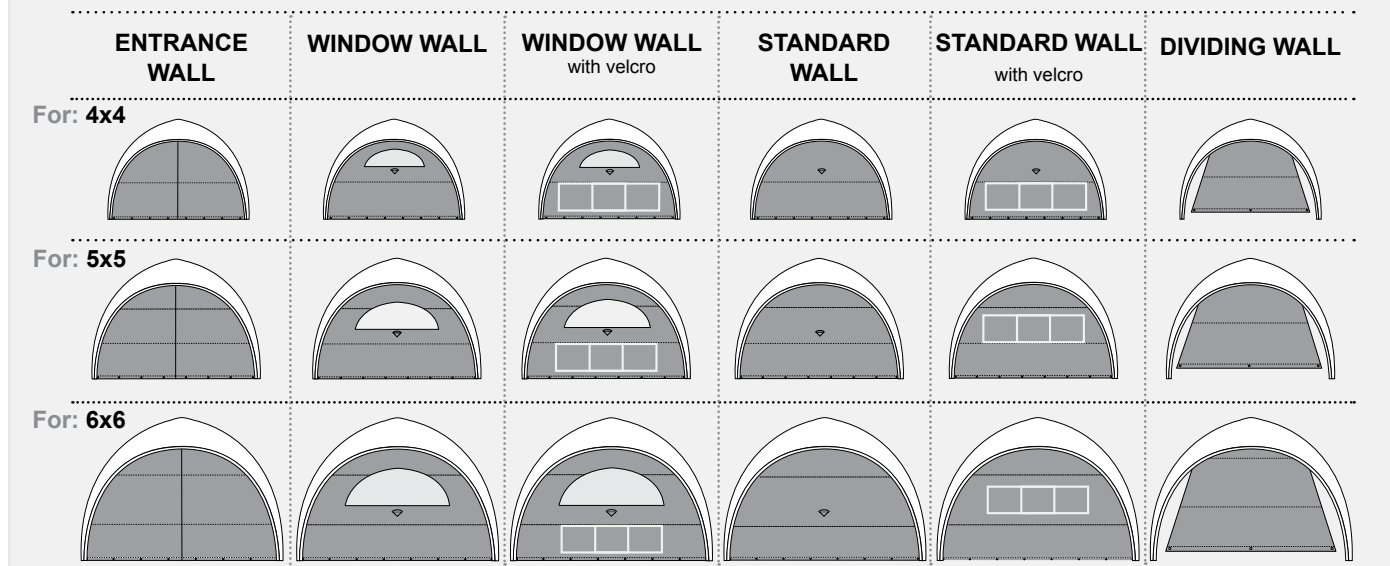 ENTRANCE
WALL
WINDOW WALL
WINDOW WALL
with velcro
STANDARD
WALL
STANDARD WALL
with velcro
DIVIDING WALL
For: 4x4
For: 5x5
For: 6x6